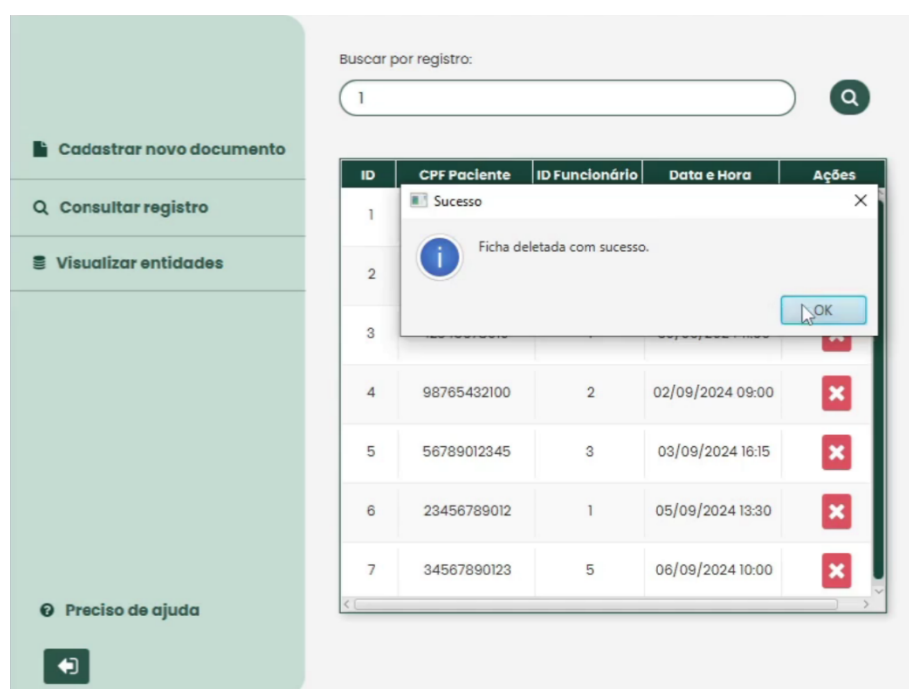 Buscar por registro:
1
Cadastrar novo documento
Consultar registro
Visualizar entidades
Preciso de ajuda
ID CPF Paciente ID Funcionário Data e Hora Ações
Sucesso
Ficha deletada com sucesso.
OK
1
2
3
4 98765432100 2 02/09/2024 09:00
5 56789012345 3 03/09/2024 16:15
6 23456789012 1 05/09/2024 13:30
7 34567890123 5 06/09/2024 10:00